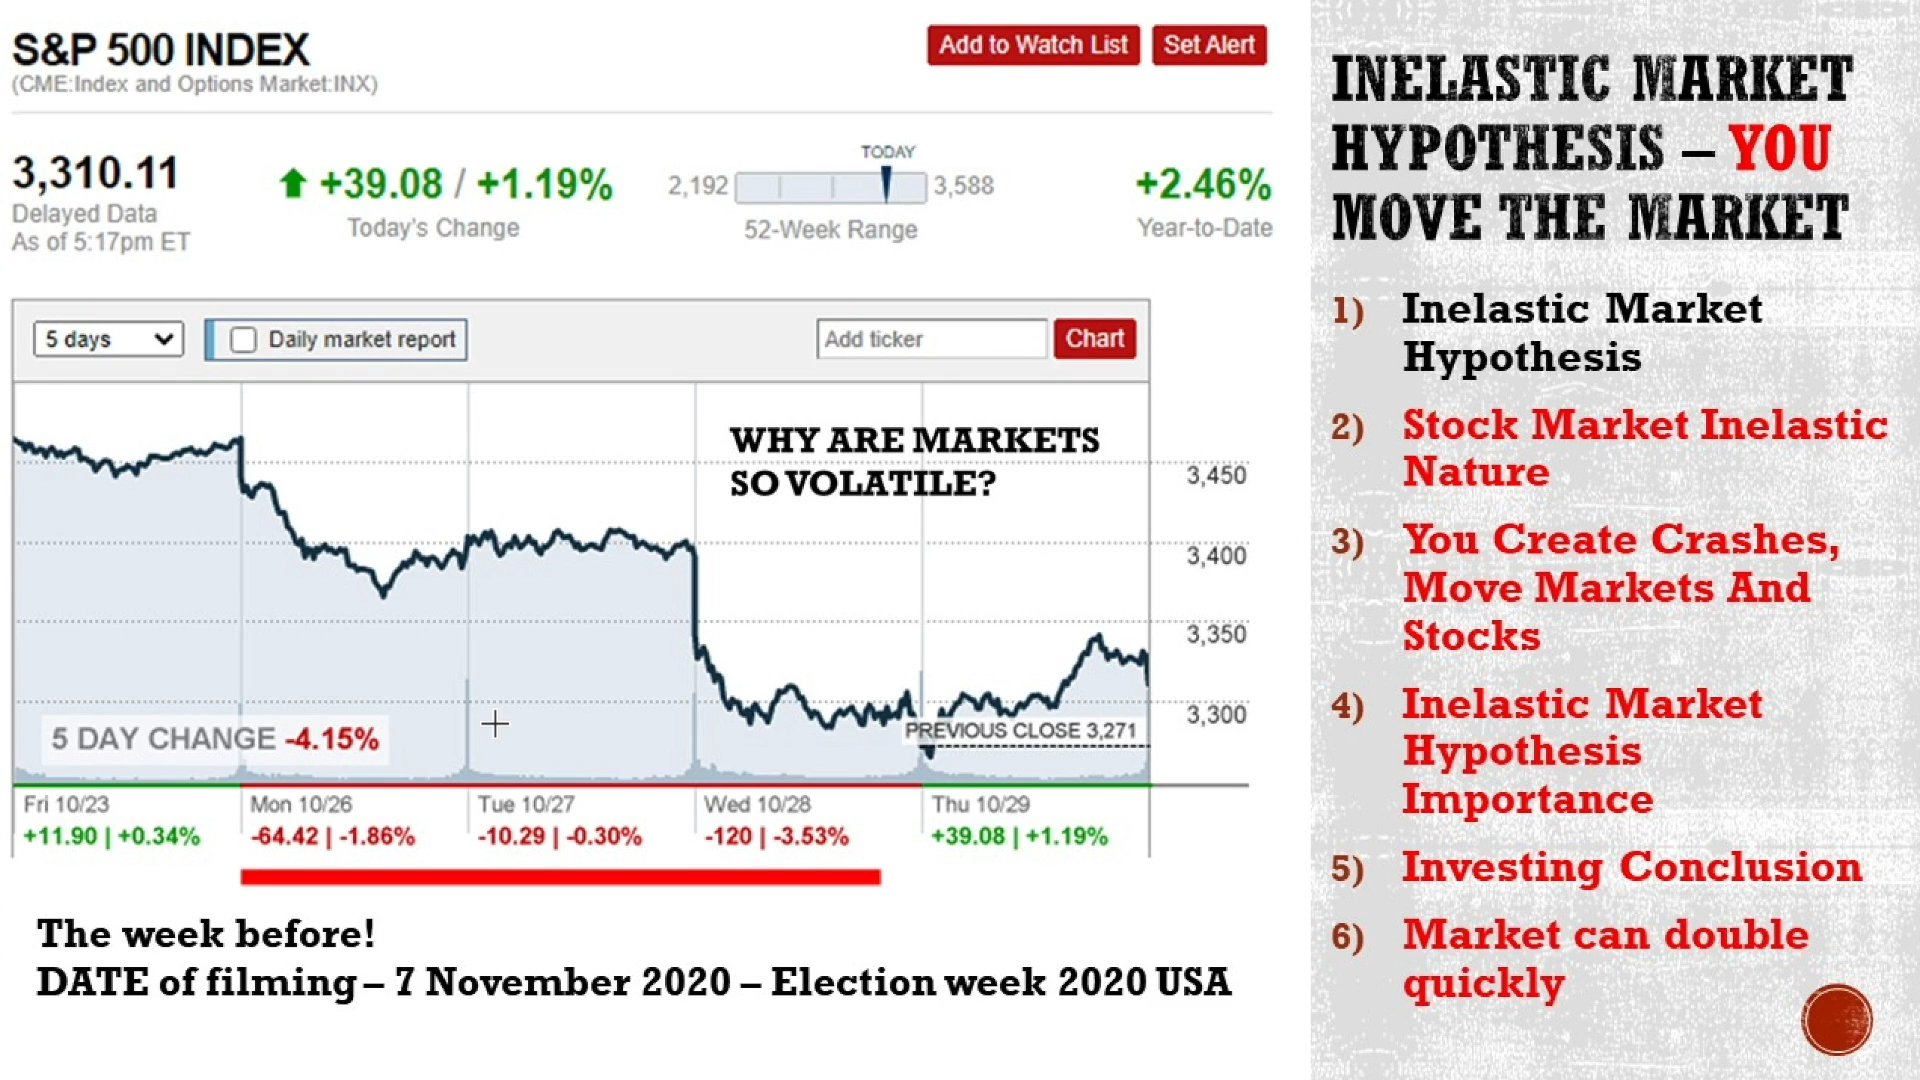 S&P 500 INDEX
(CME:Index and Options Market:INX)
Add to Watch List
Set Alert
3,310.11
Delayed Data
As of 5:17pm ET
+39.08 / +1.19%
Today's Change
TODAY
2,192
3,588
52-Week Range
+2.46%
Year-to-Date
5 days
Daily market report
Add ticker
Chart
WHY ARE MARKETS
SO VOLATILE?
3,450
3,400
3,350
3,300
PREVIOUS CLOSE 3,271
5 DAY CHANGE -4.15%
Fri 10/23
+11.90 | +0.34%
Mon 10/26
-64.42 | -1.86%
Tue 10/27
-10.29 | -0.30%
Wed 10/28
-120 | -3.53%
Thu 10/29
+39.08 | +1.19%
The week before!
DATE of filming – 7 November 2020 – Election week 2020 USA
INELASTIC MARKET
HYPOTHESIS – YOU
MOVE THE MARKET
1) Inelastic Market
Hypothesis
2) Stock Market Inelastic
Nature
3) You Create Crashes,
Move Markets And
Stocks
4) Inelastic Market
Hypothesis
Importance
5) Investing Conclusion
6) Market can double
quickly